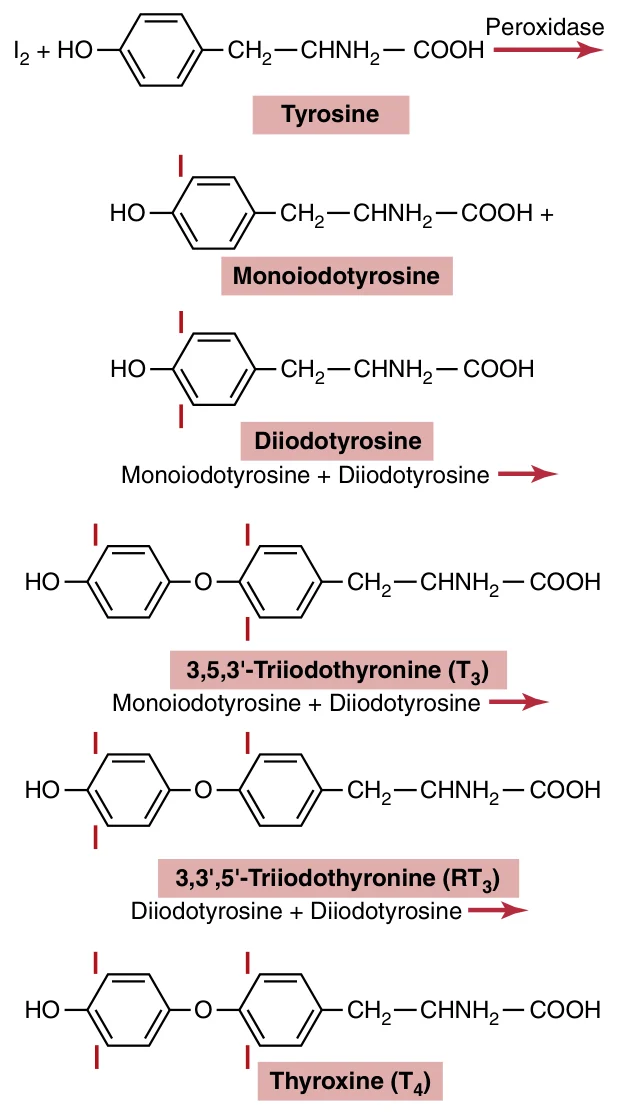 Peroxidase
I₂ + HO CH₂ CHNH₂ COOH
Tyrosine
I
HO CH₂ CHNH₂ COOH +
Monoiodotyrosine
I
HO CH₂ CHNH₂ COOH
I
Diiodotyrosine
Monoiodotyrosine + Diiodotyrosine
I I
HO O CH₂ CHNH₂ COOH
I
3,5,3'-Triiodothyronine (T₃)
Monoiodotyrosine + Diiodotyrosine
I I
HO O CH₂ CHNH₂ COOH
I
3,3',5'-Triiodothyronine (RT₃)
Diiodotyrosine + Diiodotyrosine
I I
HO O CH₂ CHNH₂ COOH
I I
Thyroxine (T₄)